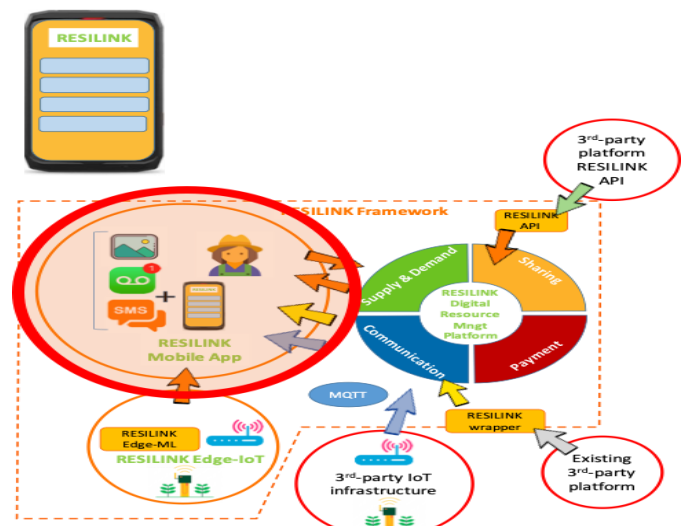 RESILINK
3rd-party
platform
RESILINK
API
RESILINK Framework
RESILINK
API
Supply & Demand
Sharing
RESILINK
Digital
Resource
Mngt
Platform
Communication
Payment
1
SMS
+
RESILINK
RESILINK
Mobile App
MQTT
RESILINK
Edge-ML
RESILINK Edge-IoT
RESILINK
wrapper
3rd-party IoT
infrastructure
Existing
3rd-party
platform